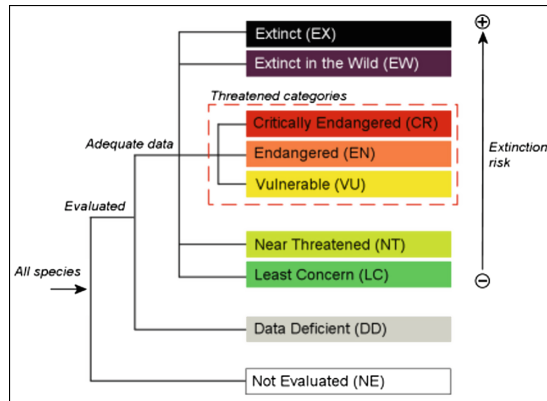 Extinct (EX)
Extinct in the Wild (EW)
Threatened categories
Critically Endangered (CR)
Adequate data
Endangered (EN)
Extinction
risk
Vulnerable (VU)
Evaluated
Near Threatened (NT)
All species
Least Concern (LC)
Data Deficient (DD)
Not Evaluated (NE)